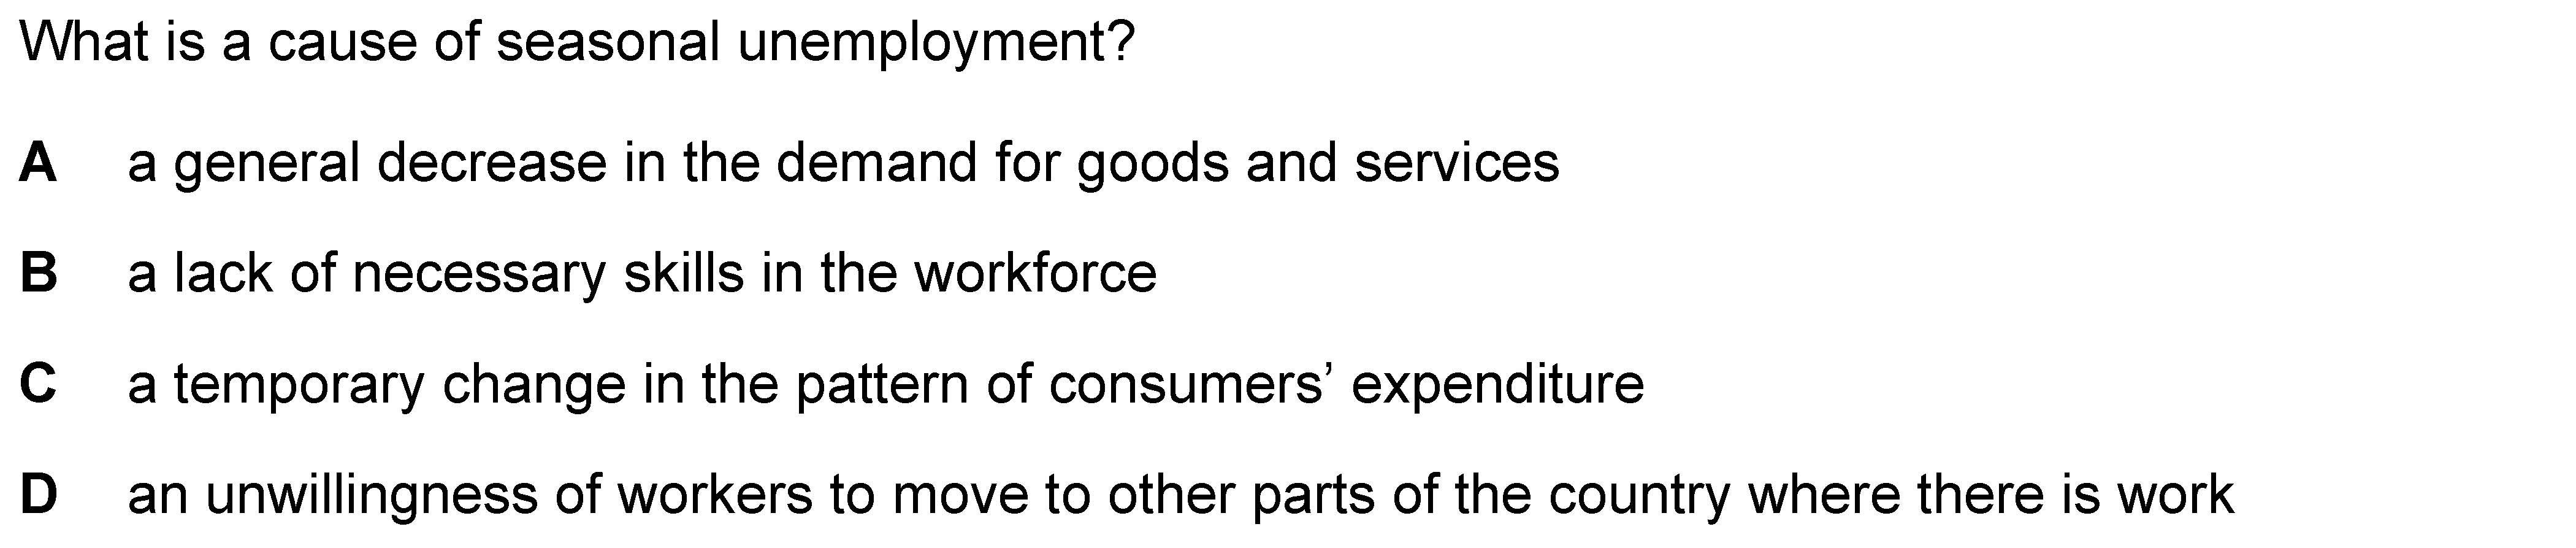 What is a cause of seasonal unemployment?
A a general decrease in the demand for goods and services
B a lack of necessary skills in the workforce
C a temporary change in the pattern of consumers’ expenditure
D an unwillingness of workers to move to other parts of the country where there is work